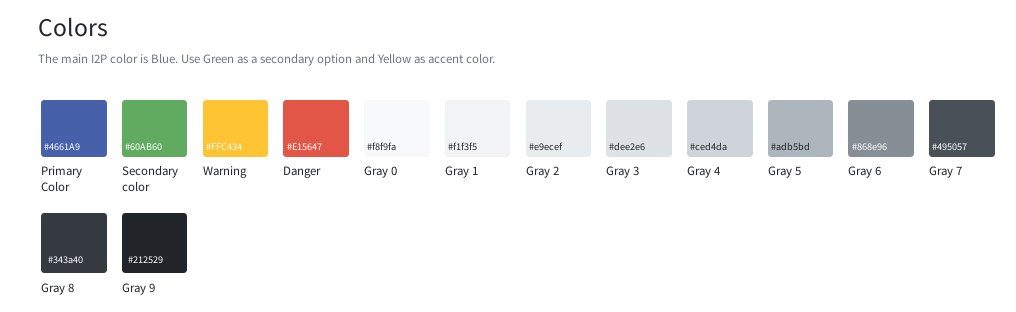 Colors
The main I2P color is Blue. Use Green as a secondary option and Yellow as accent color.
#4661A9
#60AB60
#FFC434
#E15647
#f8f9fa
#f1f3f5
#e9ecef
#dee2e6
#ced4da
#adb5bd
#868e96
#495057
Primary
Color
Secondary
color
Warning
Danger
Gray 0
Gray 1
Gray 2
Gray 3
Gray 4
Gray 5
Gray 6
Gray 7
#343a40
#212529
Gray 8
Gray 9